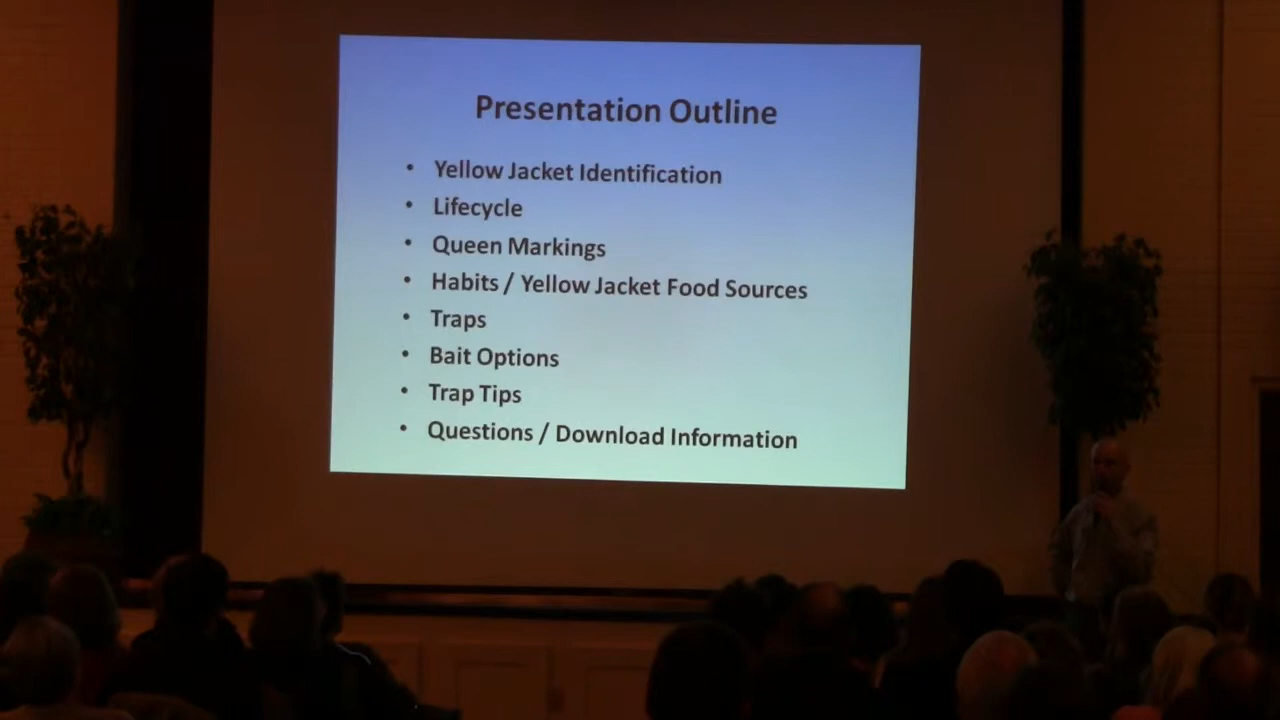 Presentation Outline
• Yellow Jacket Identification
• Lifecycle
• Queen Markings
• Habits / Yellow Jacket Food Sources
• Traps
• Bait Options
• Trap Tips
• Questions / Download Information